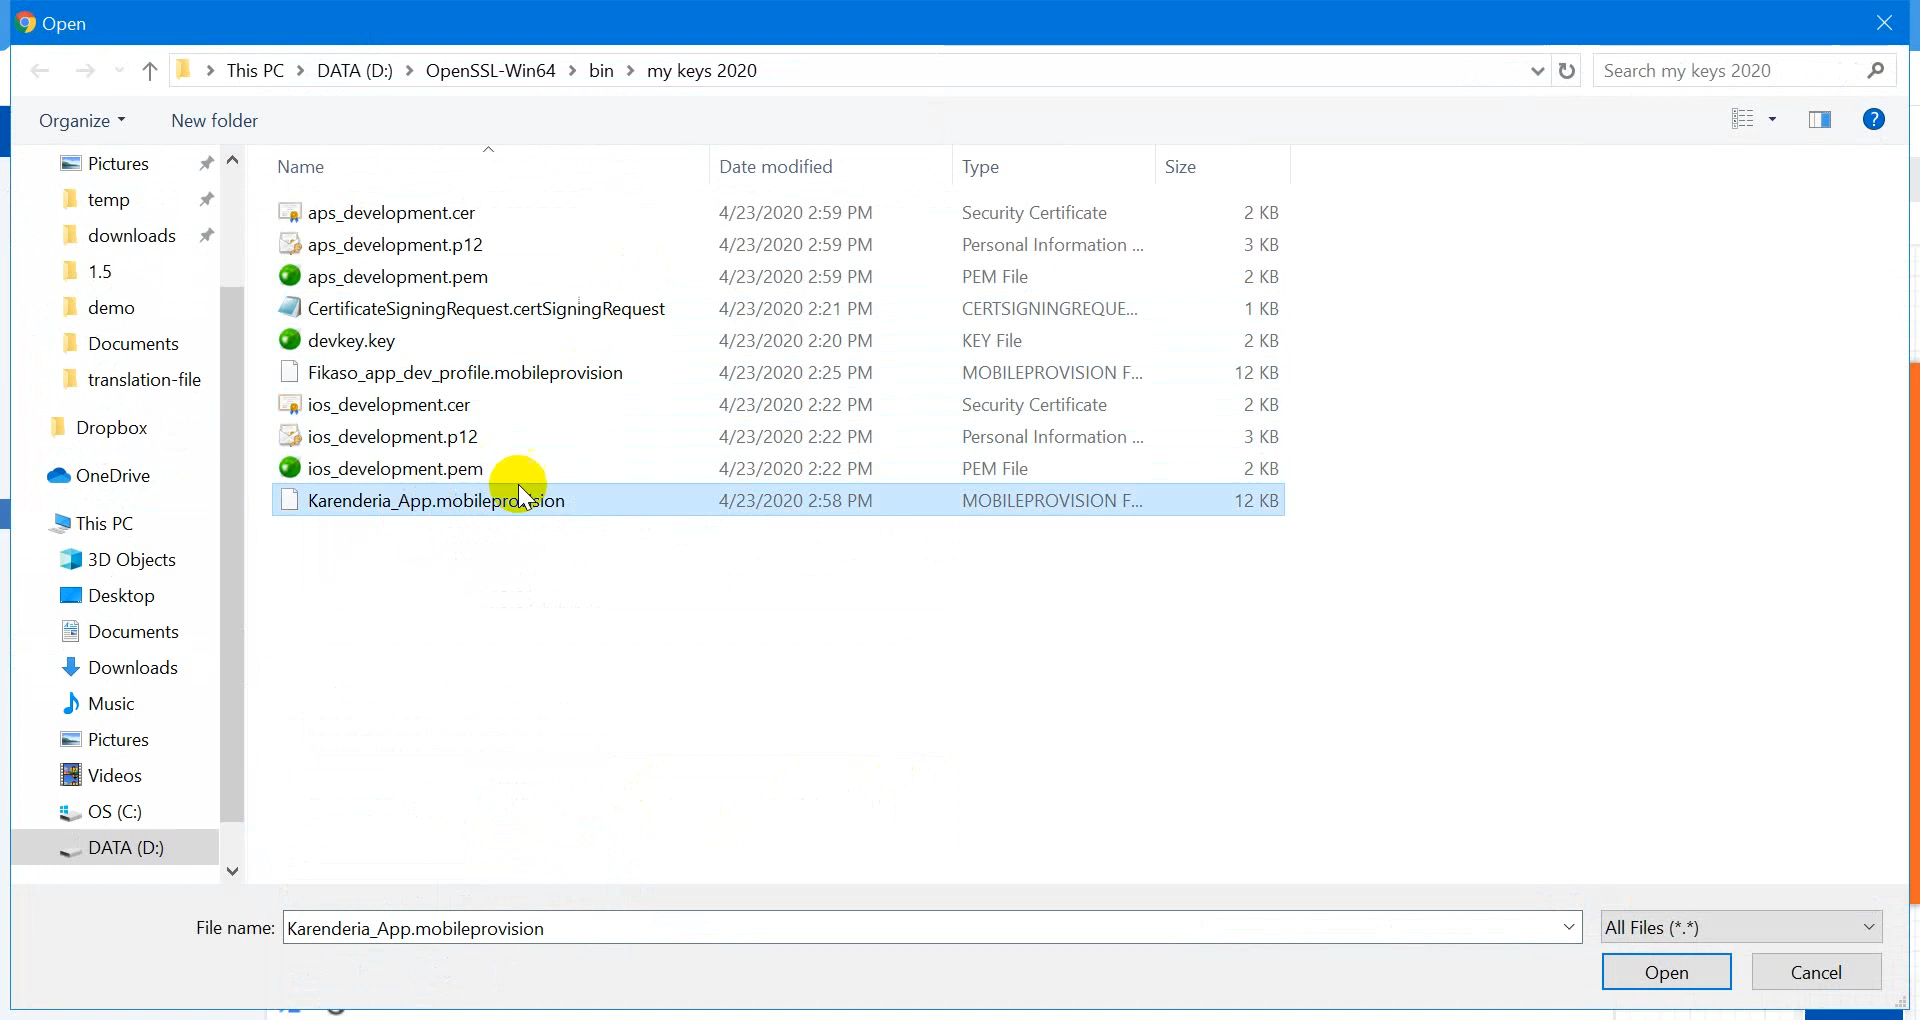 Open
This PC > DATA (D:) > OpenSSL-Win64 > bin > my keys 2020
Search my keys 2020
Organize
New folder
Name Date modified Type Size
Pictures
temp
downloads
1.5
demo
Documents
translation-file
Dropbox
OneDrive
This PC
3D Objects
Desktop
Documents
Downloads
Music
Pictures
Videos
OS (C:)
DATA (D:)
aps_development.cer 4/23/2020 2:59 PM Security Certificate 2 KB
aps_development.p12 4/23/2020 2:59 PM Personal Information ... 3 KB
aps_development.pem 4/23/2020 2:59 PM PEM File 2 KB
CertificateSigningRequest.certSigningRequest 4/23/2020 2:21 PM CERTSIGNINGREQUE... 1 KB
devkey.key 4/23/2020 2:20 PM KEY File 2 KB
Fikaso_app_dev_profile.mobileprovision 4/23/2020 2:25 PM MOBILEPROVISION F... 12 KB
ios_development.cer 4/23/2020 2:22 PM Security Certificate 2 KB
ios_development.p12 4/23/2020 2:22 PM Personal Information ... 3 KB
ios_development.pem 4/23/2020 2:22 PM PEM File 2 KB
Karenderia_App.mobileprovision 4/23/2020 2:58 PM MOBILEPROVISION F... 12 KB
File name: Karenderia_App.mobileprovision
All Files (*.*)
Open
Cancel